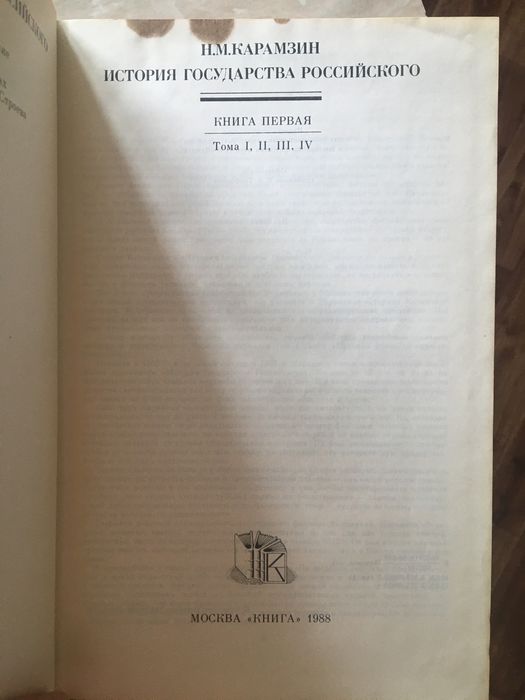 Н.М.КАРАМЗИН
ИСТОРИЯ ГОСУДАРСТВА РОССИЙСКОГО
КНИГА ПЕРВАЯ
Тома I, II, III, IV
К
МОСКВА «КНИГА» 1988